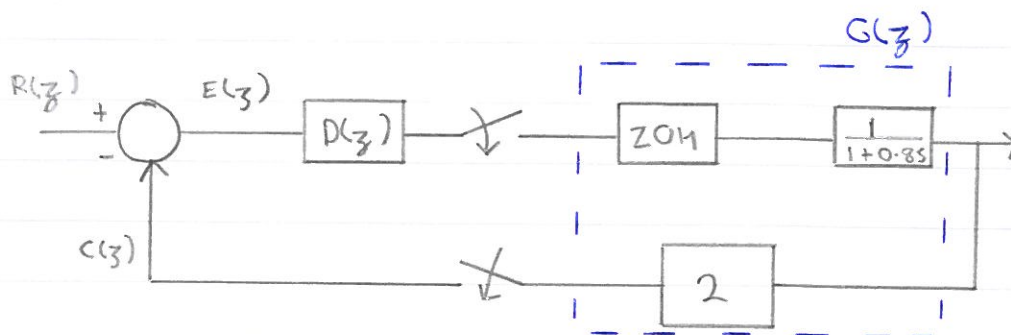 G(z)
R(z)
+
E(z)
D(z)
ZOH
1
1+0.8s
-
C(z)
2